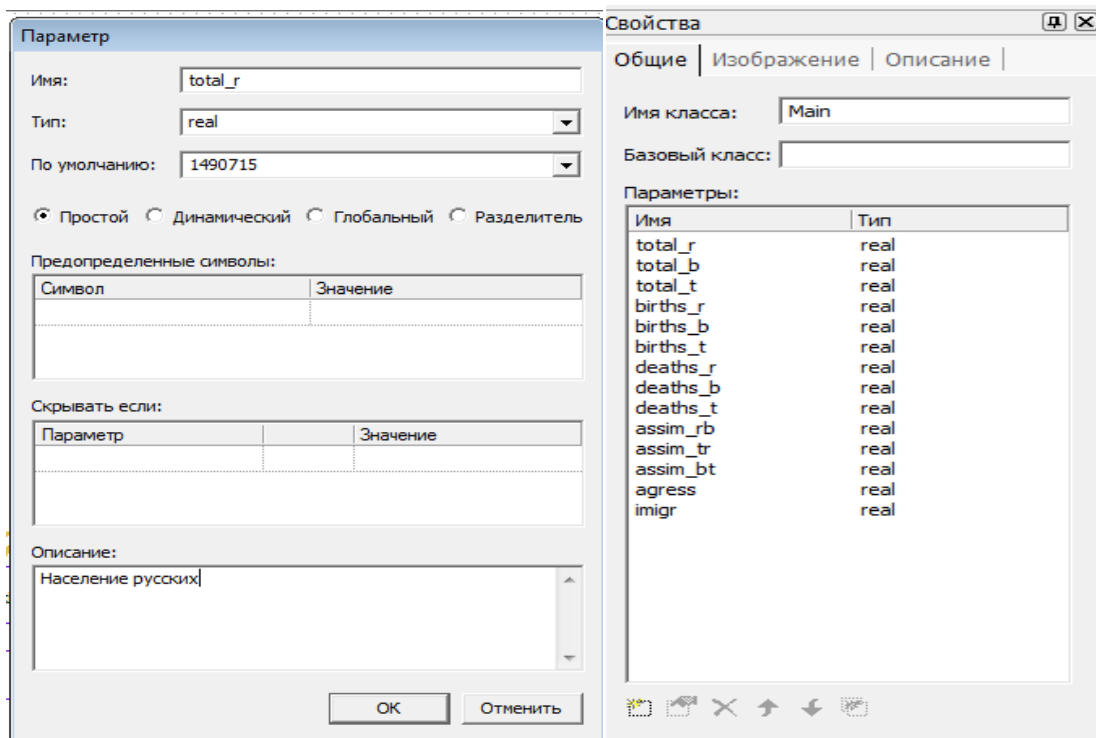 Параметр
Имя: total_r
Тип: real
По умолчанию: 1490715
Простой Динамический Глобальный Разделитель
Предопределенные символы:
Символ Значение
Скрывать если:
Параметр Значение
Описание:
Население русских
ОК Отменить
Свойства
Общие Изображение Описание
Имя класса: Main
Базовый класс:
Параметры:
Имя Тип
total_r real
total_b real
total_t real
births_r real
births_b real
births_t real
deaths_r real
deaths_b real
deaths_t real
assim_rb real
assim_tr real
assim_bt real
agress real
imigr real